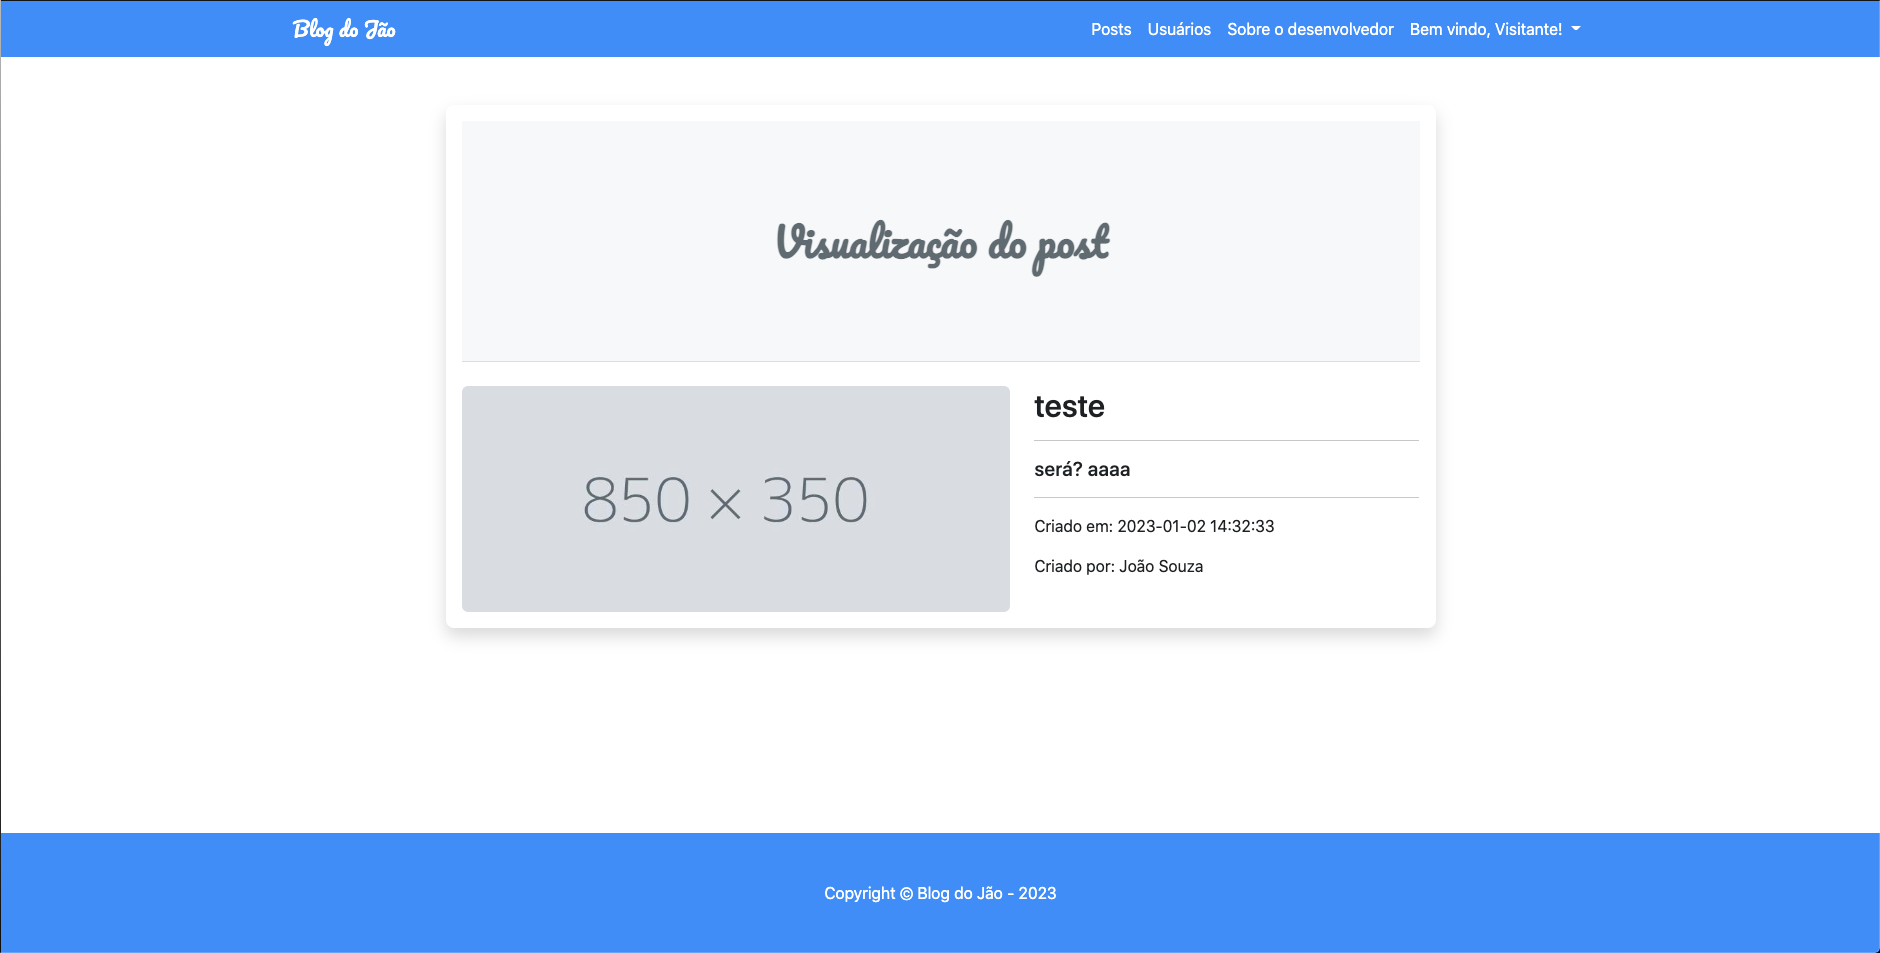 Blog do Jão
Posts Usuários Sobre o desenvolvedor Bem vindo, Visitante!
Visualização do post
850 × 350
teste
será? aaaa
Criado em: 2023-01-02 14:32:33
Criado por: João Souza
Copyright © Blog do Jão - 2023